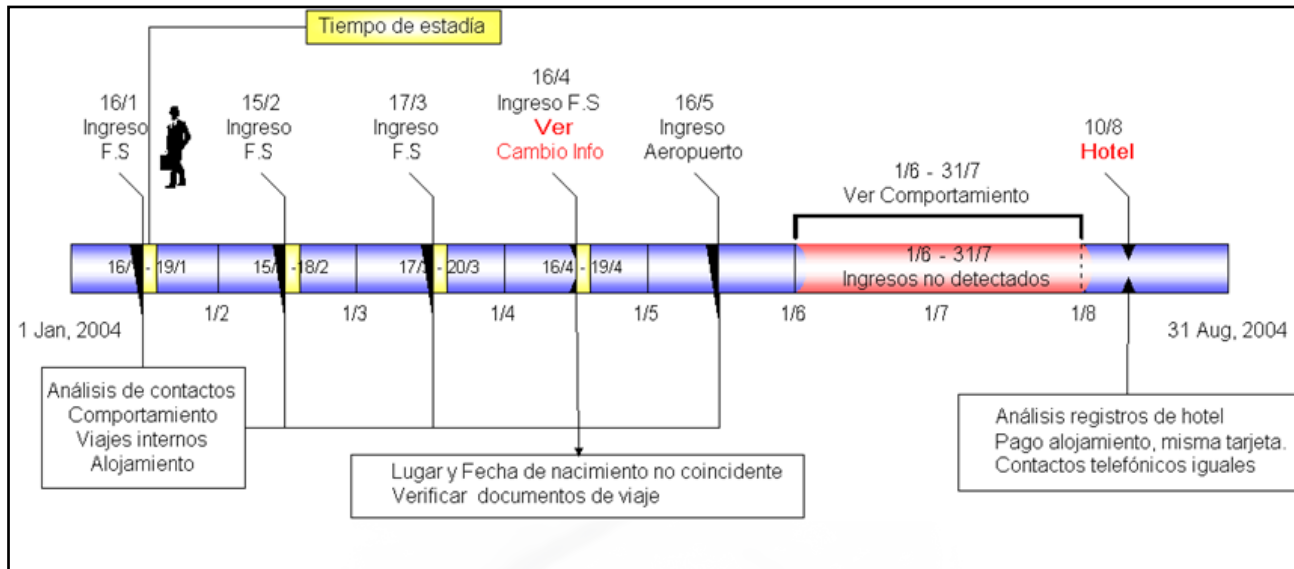 Tiempo de estadía
16/1
Ingreso
F.S
15/2
Ingreso
F.S
17/3
Ingreso
F.S
16/4
Ingreso F.S
Ver
Cambio Info
16/5
Ingreso
Aeropuerto
1/6 - 31/7
Ver Comportamiento
10/8
Hotel
16/1 - 19/1
15/ -18/2
17/3 - 20/3
16/4 - 19/4
1/6 - 31/7
Ingresos no detectados
1 Jan, 2004
1/2
1/3
1/4
1/5
1/6
1/7
1/8
31 Aug, 2004
Análisis de contactos
Comportamiento
Viajes internos
Alojamiento
Lugar y Fecha de nacimiento no coincidente
Verificar documentos de viaje
Análisis registros de hotel
Pago alojamiento, misma tarjeta.
Contactos telefónicos iguales